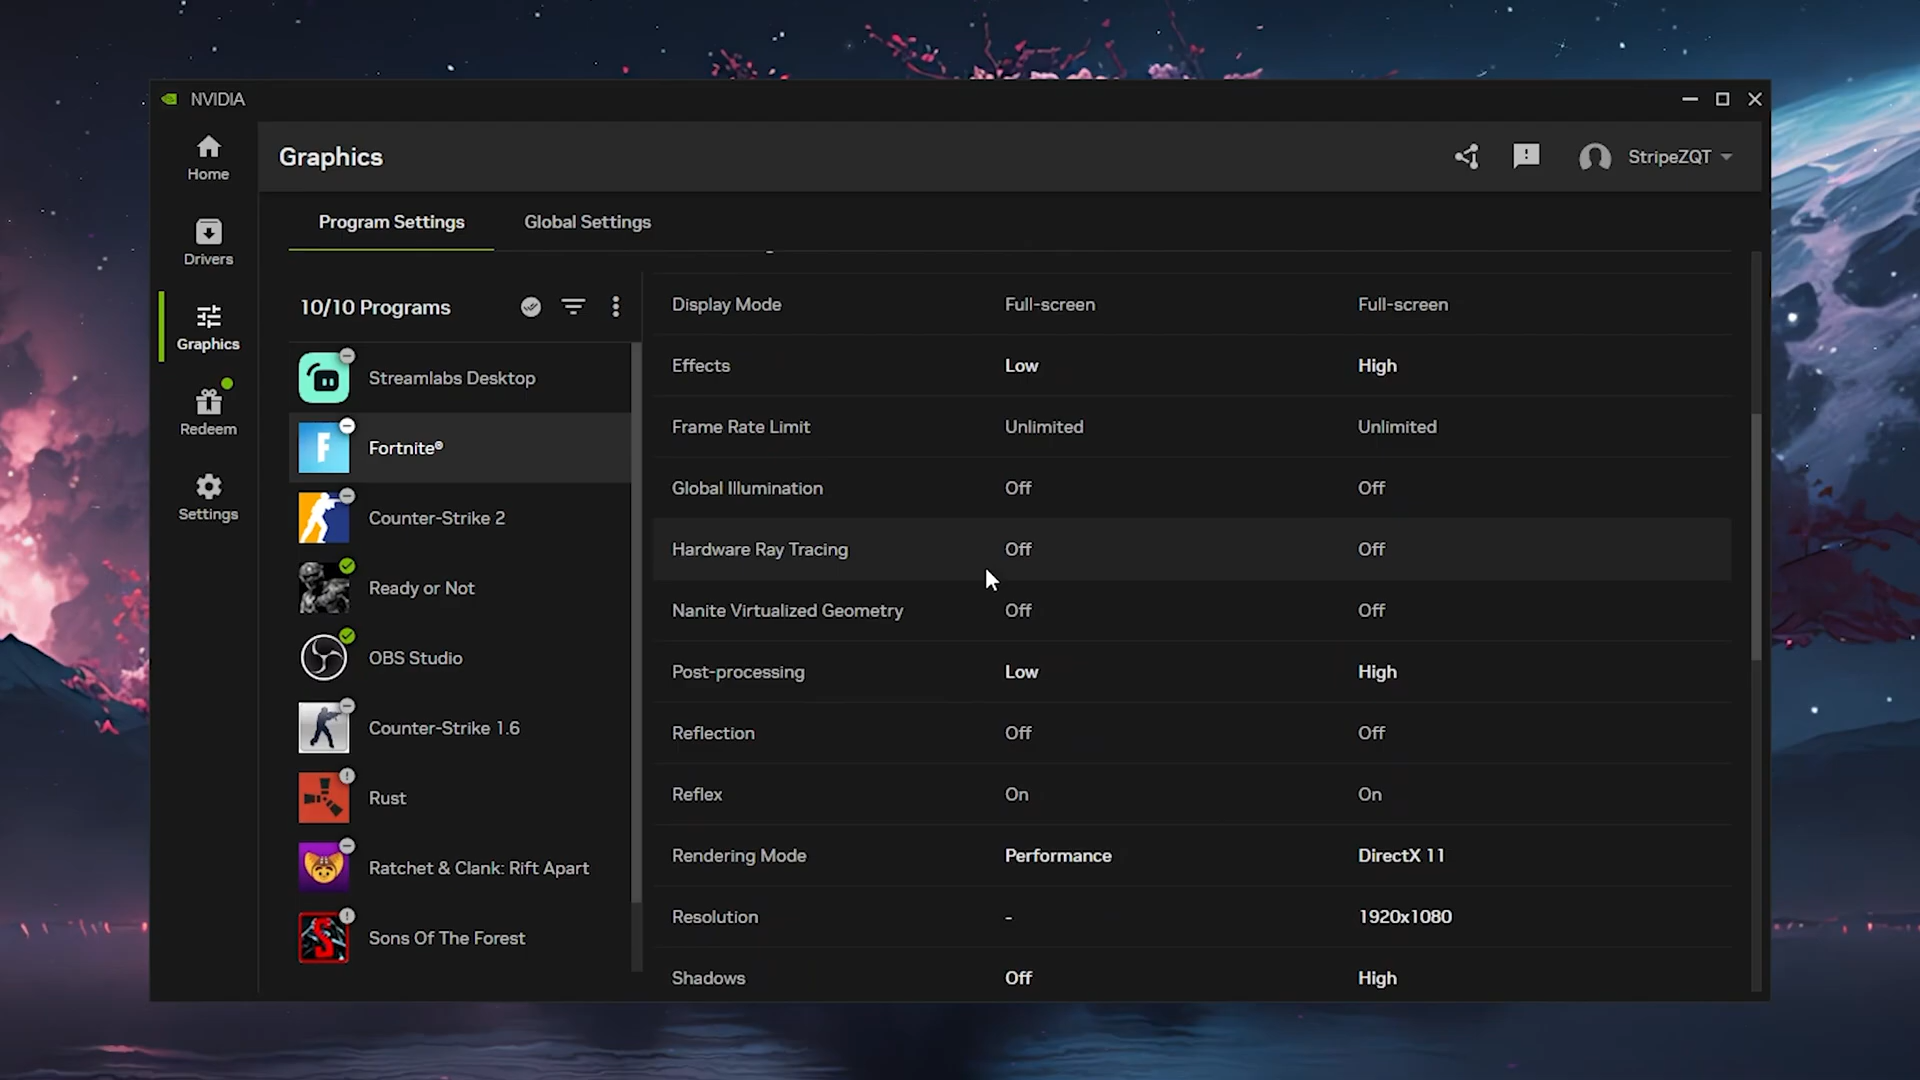 NVIDIA
Home
Drivers
Graphics
Redeem
Settings
Graphics
StripeZQT
Program Settings
Global Settings
10/10 Programs
Streamlabs Desktop
F
Fortnite®
Counter-Strike 2
Ready or Not
OBS Studio
Counter-Strike 1.6
Rust
Ratchet & Clank: Rift Apart
S
Sons Of The Forest
Display Mode Full-screen Full-screen
Effects Low High
Frame Rate Limit Unlimited Unlimited
Global Illumination Off Off
Hardware Ray Tracing Off Off
Nanite Virtualized Geometry Off Off
Post-processing Low High
Reflection Off Off
Reflex On On
Rendering Mode Performance DirectX 11
Resolution - 1920x1080
Shadows Off High